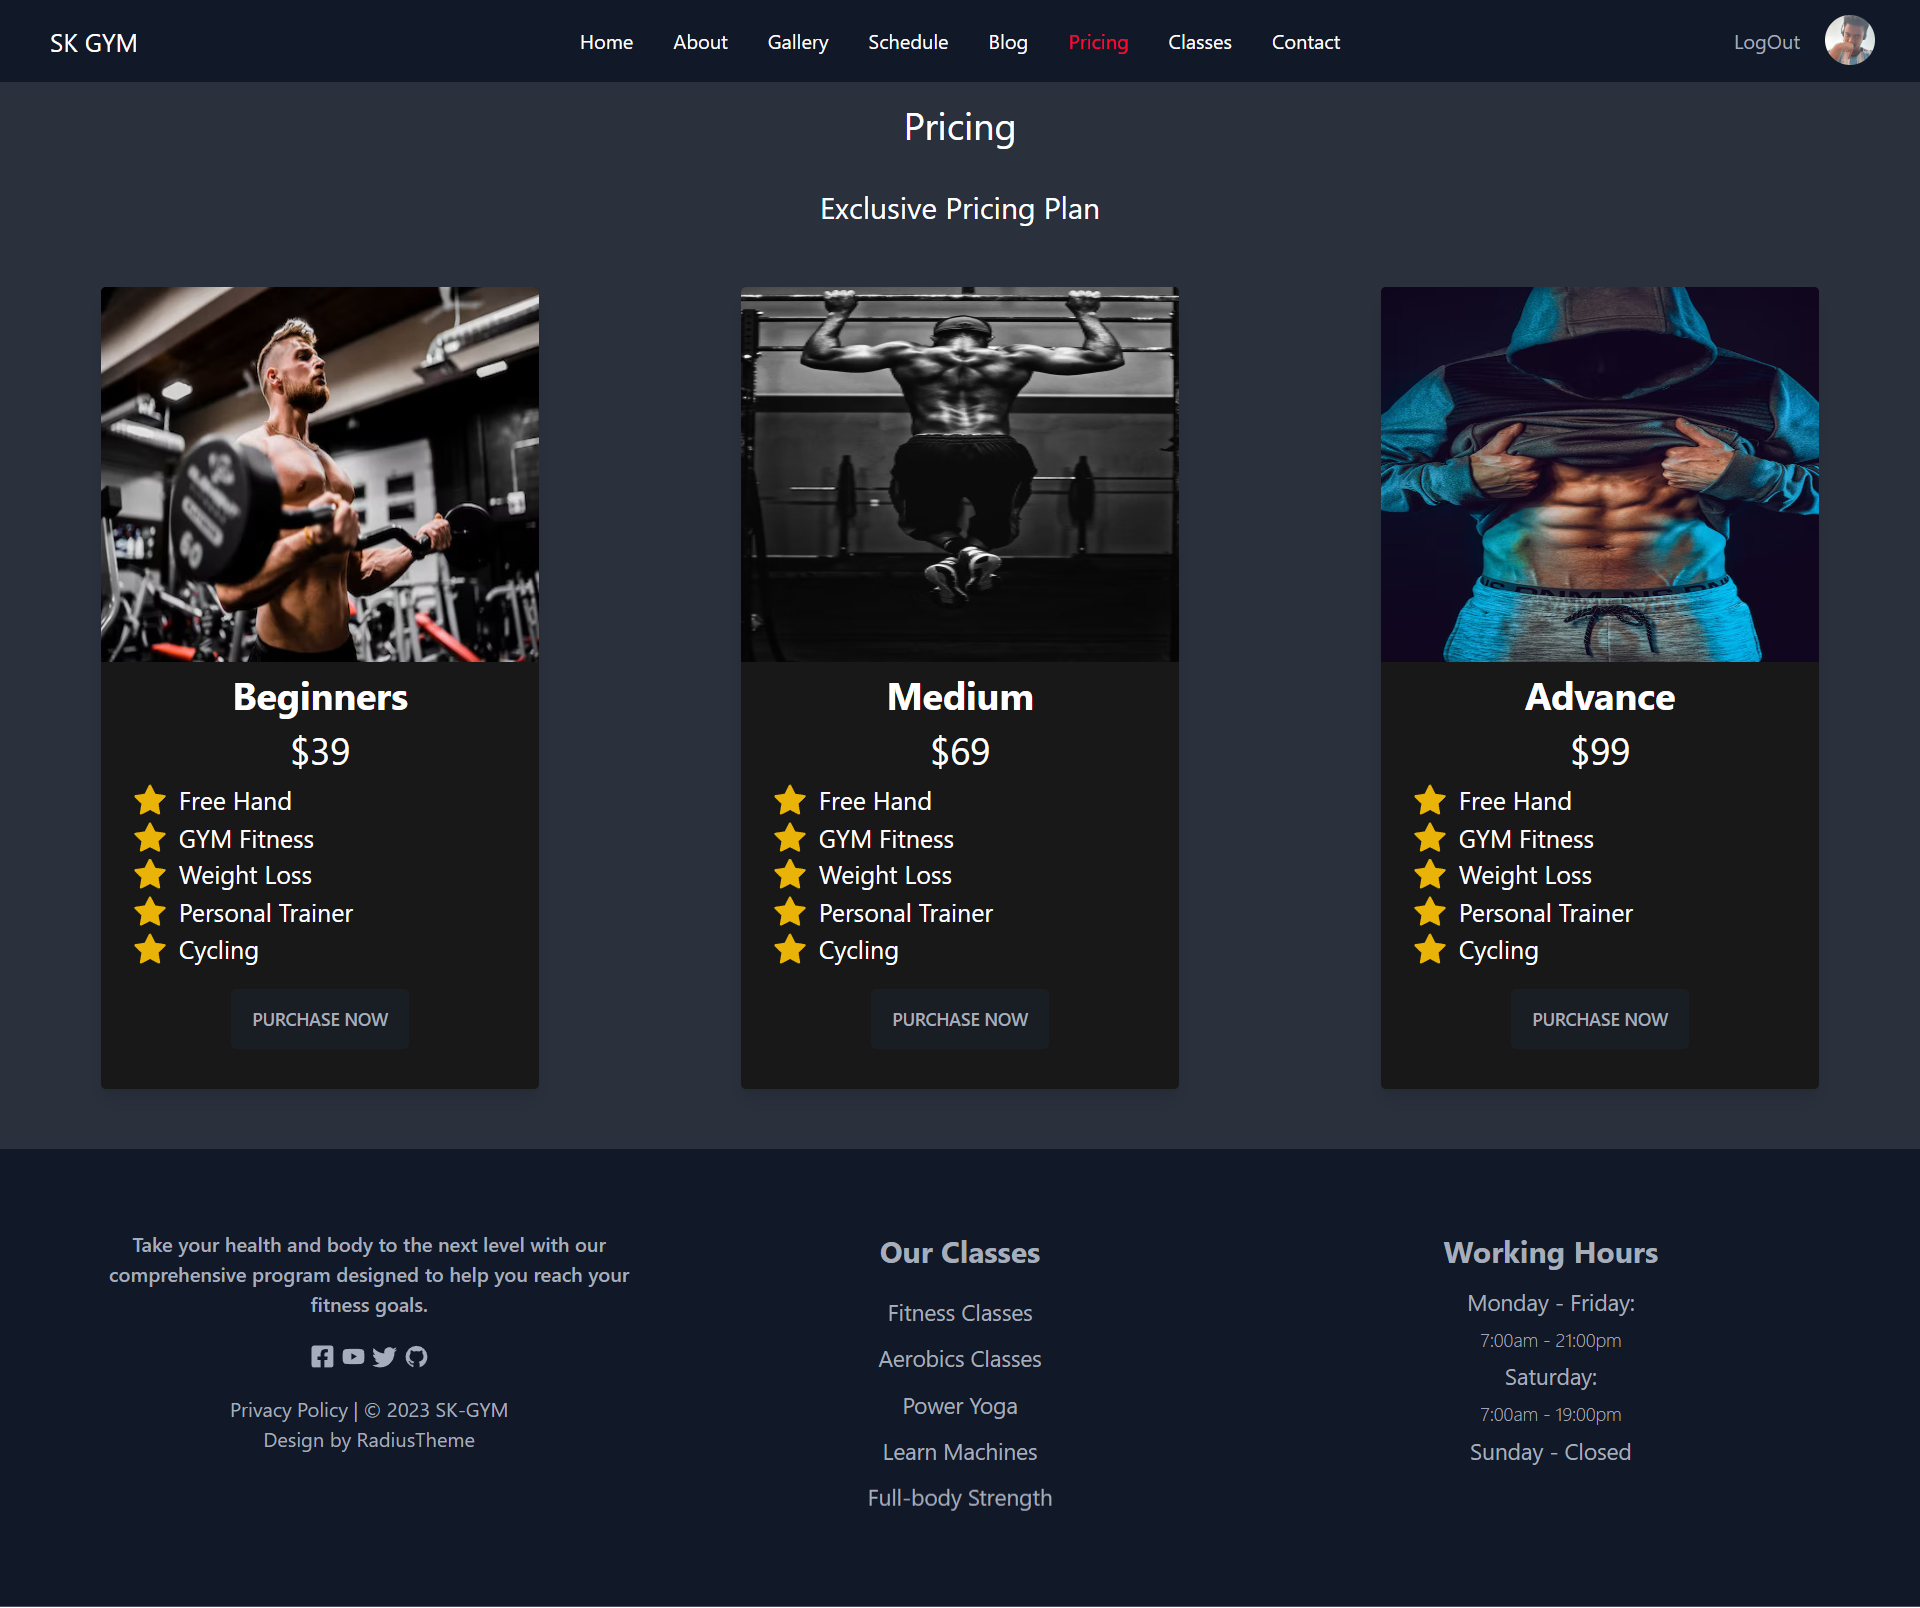 SK GYM
Home About Gallery Schedule Blog Pricing Classes Contact
LogOut
Pricing
Exclusive Pricing Plan
Beginners
$39
Free Hand
GYM Fitness
Weight Loss
Personal Trainer
Cycling
PURCHASE NOW
Medium
$69
Free Hand
GYM Fitness
Weight Loss
Personal Trainer
Cycling
PURCHASE NOW
Advance
$99
Free Hand
GYM Fitness
Weight Loss
Personal Trainer
Cycling
PURCHASE NOW
Take your health and body to the next level with our
comprehensive program designed to help you reach your
fitness goals.
Privacy Policy | © 2023 SK-GYM
Design by RadiusTheme
Our Classes
Fitness Classes
Aerobics Classes
Power Yoga
Learn Machines
Full-body Strength
Working Hours
Monday - Friday:
7:00am - 21:00pm
Saturday:
7:00am - 19:00pm
Sunday - Closed